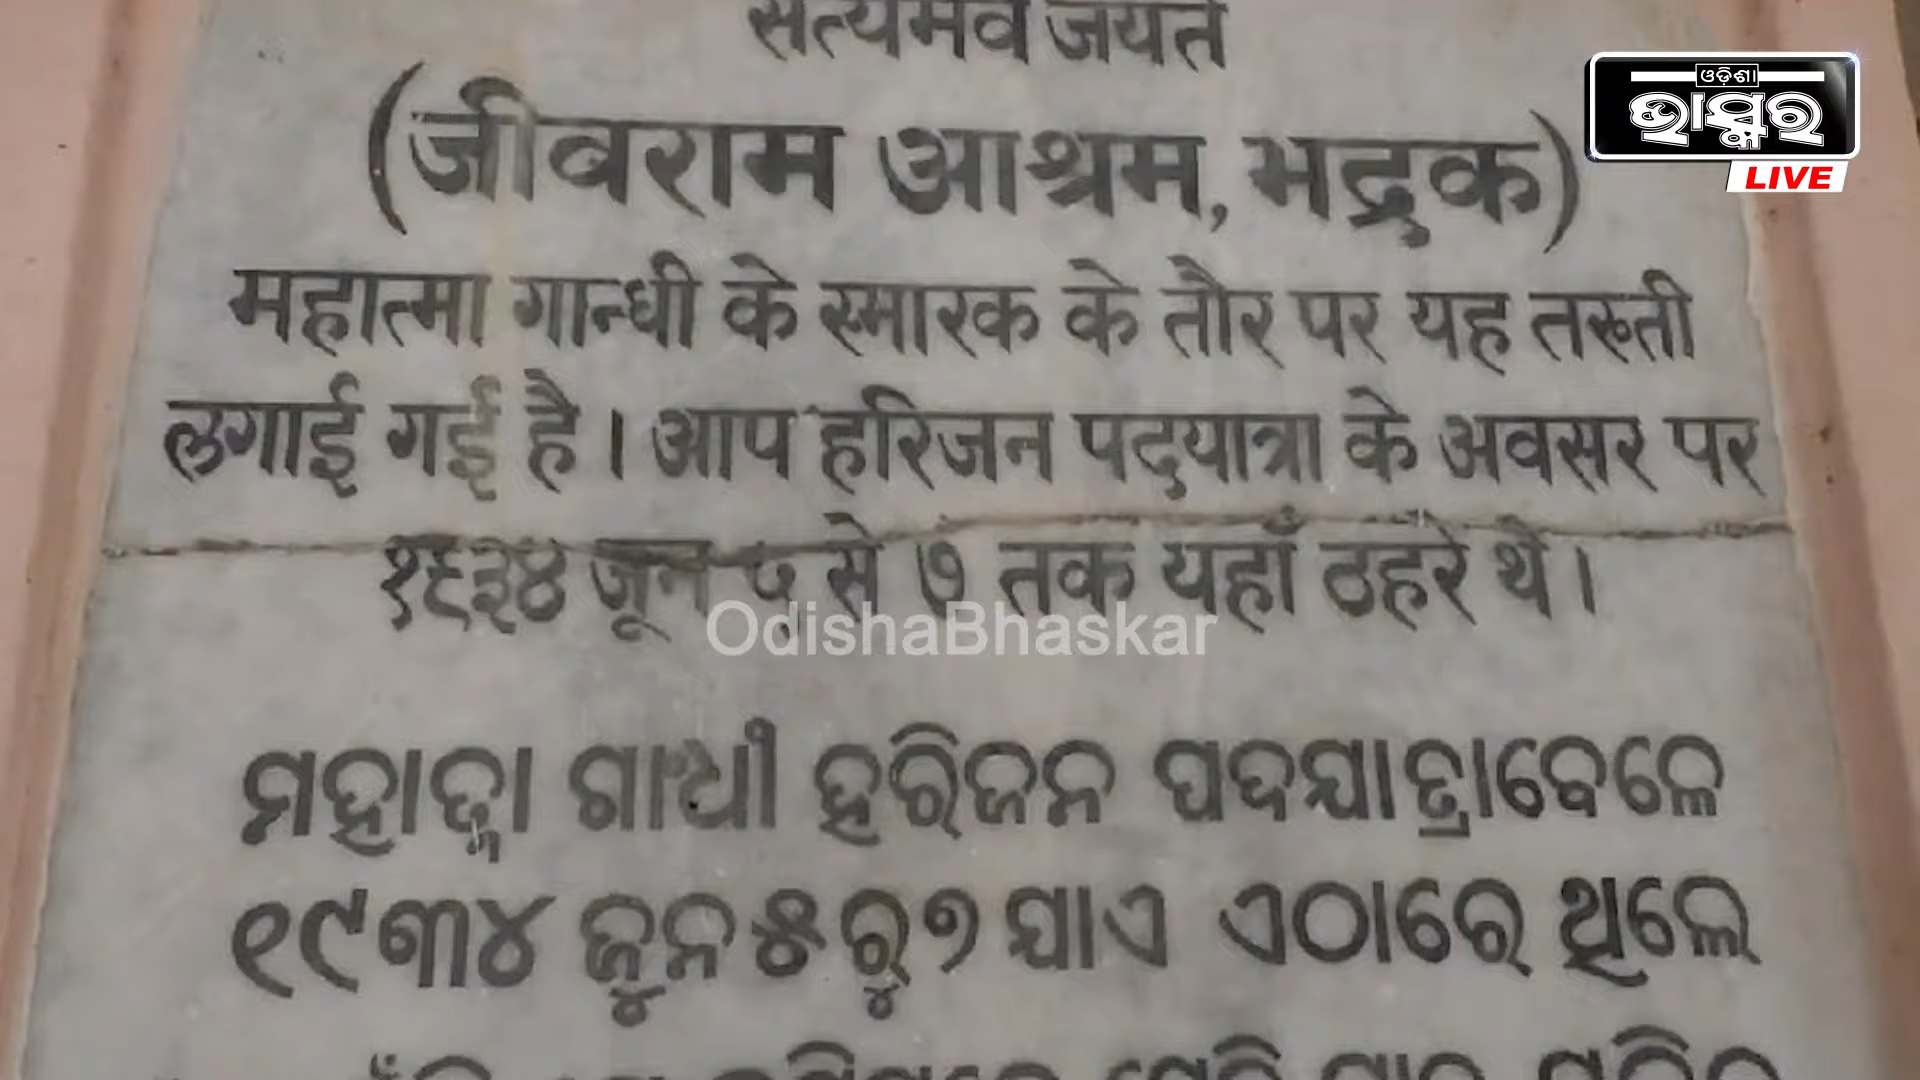 सत्यमेव जयते
(जीवराम आश्रम, भद्रक)
महात्मा गान्धी के स्मारक के तौर पर यह तख्ती
लगाई गई है। आप हरिजन पदयात्रा के अवसर पर
१९३४ जून ५ से ७ तक यहाँ ठहरे थे।
ମହାତ୍ମା ଗାଂଧୀ ହରିଜନ ପଦଯାତ୍ରାବେଳେ
୧୯୩୪ ଜୁନ ୫ ରୁ ୭ ଯାଏ ଏଠାରେ ଥିଲେ
ଓଡ଼ିଶା
ଭାସ୍କର
LIVE
OdishaBhaskar